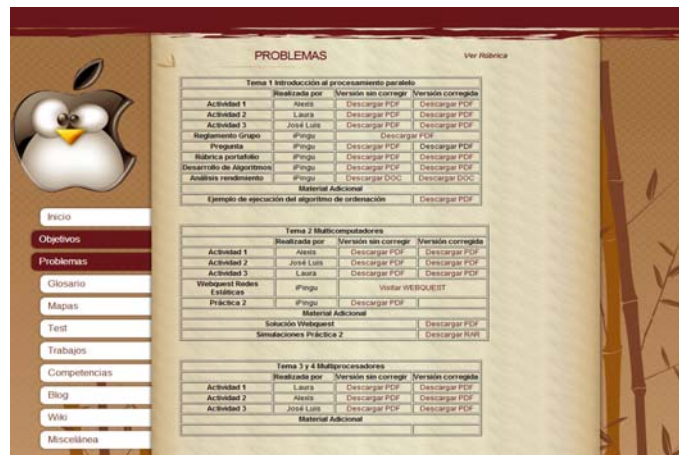 PROBLEMAS
Ver Rúbrica
Tema 1 Introducción al procesamiento paralelo
Realizada por Versión sin corregir Versión corregida
Actividad 1 Alexis Descargar PDF Descargar PDF
Actividad 2 Laura Descargar PDF Descargar PDF
Actividad 3 José Luis Descargar PDF Descargar PDF
Reglamento Grupo iPingu Descargar PDF
Pregunta iPingu Descargar PDF Descargar PDF
Rúbrica portafolio iPingu Descargar PDF Descargar PDF
Desarrollo de Algoritmos iPingu Descargar PDF Descargar PDF
Análisis rendimiento iPingu Descargar DOC Descargar DOC
Material Adicional
Ejemplo de ejecución del algoritmo de ordenación Descargar PDF
Tema 2 Multicomputadores
Realizada por Versión sin corregir Versión corregida
Actividad 1 Alexis Descargar PDF Descargar PDF
Actividad 2 José Luis Descargar PDF Descargar PDF
Actividad 3 Laura Descargar PDF Descargar PDF
Webquest Redes
Estáticas iPingu Visitar WEBQUEST
Práctica 2 iPingu Descargar PDF
Material Adicional
Solución Webquest Descargar PDF
Simulaciones Práctica 2 Descargar RAR
Tema 3 y 4 Multiprocesadores
Realizada por Versión sin corregir Versión corregida
Actividad 1 Laura Descargar PDF Descargar PDF
Actividad 2 Alexis Descargar PDF Descargar PDF
Actividad 3 José Luis Descargar PDF Descargar PDF
Material Adicional
Inicio
Objetivos
Problemas
Glosario
Mapas
Test
Trabajos
Competencias
Blog
Wiki
Miscelánea